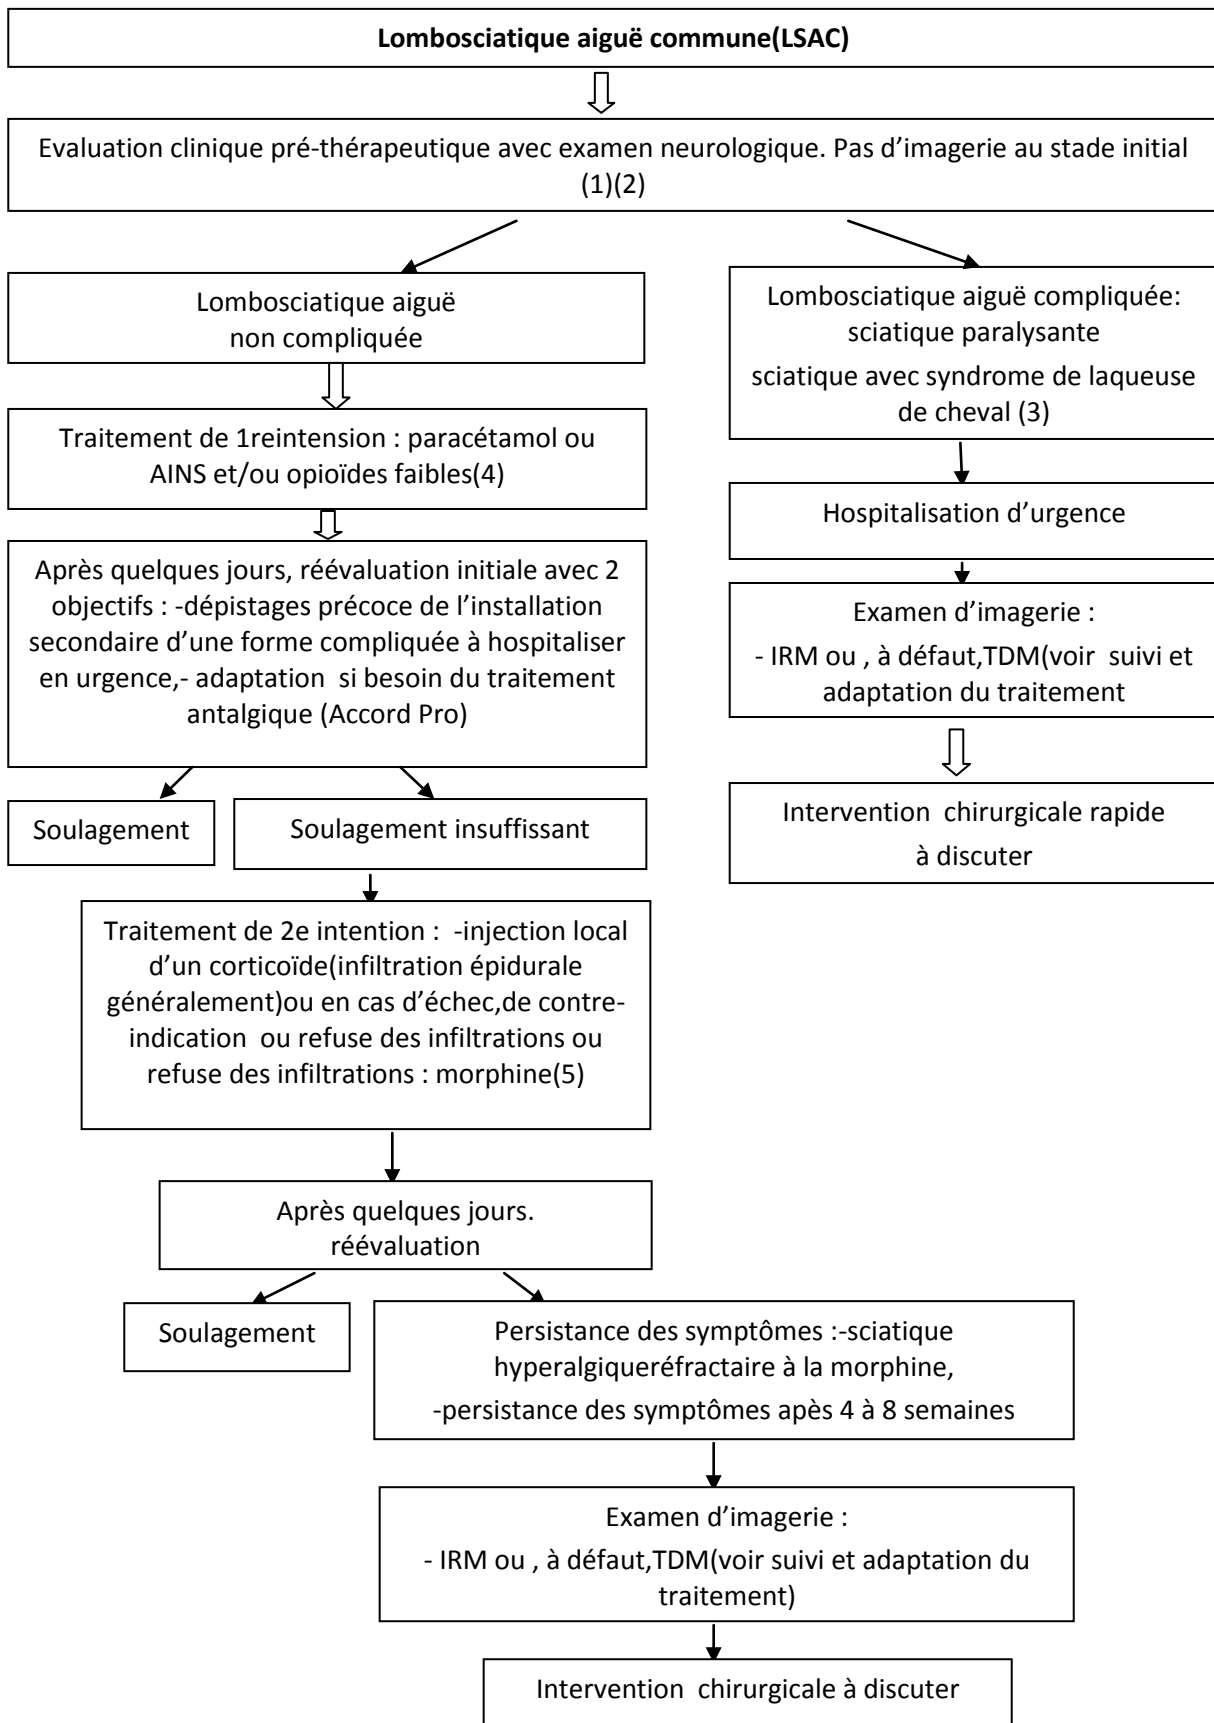 Lombosciatique aiguë commune(LSAC)
Evaluation clinique pré-thérapeutique avec examen neurologique. Pas d’imagerie au stade initial
(1)(2)
Lombosciatique aiguë
non compliquée
Traitement de 1reintension : paracétamol ou
AINS et/ou opioïdes faibles(4)
Après quelques jours, réévaluation initiale avec 2
objectifs : -dépistages précoce de l’installation
secondaire d’une forme compliquée à hospitaliser
en urgence,- adaptation si besoin du traitement
antalgique (Accord Pro)
Soulagement
Soulagement insuffissant
Traitement de 2e intention : -injection local
d’un corticoïde(infiltration épidurale
généralement)ou en cas d’échec,de contre-
indication ou refuse des infiltrations ou
refuse des infiltrations : morphine(5)
Après quelques jours.
réévaluation
Soulagement
Persistance des symptômes :-sciatique
hyperalgiqueréfractaire à la morphine,
-persistance des symptômes apès 4 à 8 semaines
Examen d’imagerie :
- IRM ou , à défaut,TDM(voir suivi et adaptation du
traitement)
Intervention chirurgicale à discuter
Lombosciatique aiguë compliquée:
sciatique paralysante
sciatique avec syndrome de laqueuse
de cheval (3)
Hospitalisation d’urgence
Examen d’imagerie :
- IRM ou , à défaut,TDM(voir suivi et
adaptation du traitement
Intervention chirurgicale rapide
à discuter